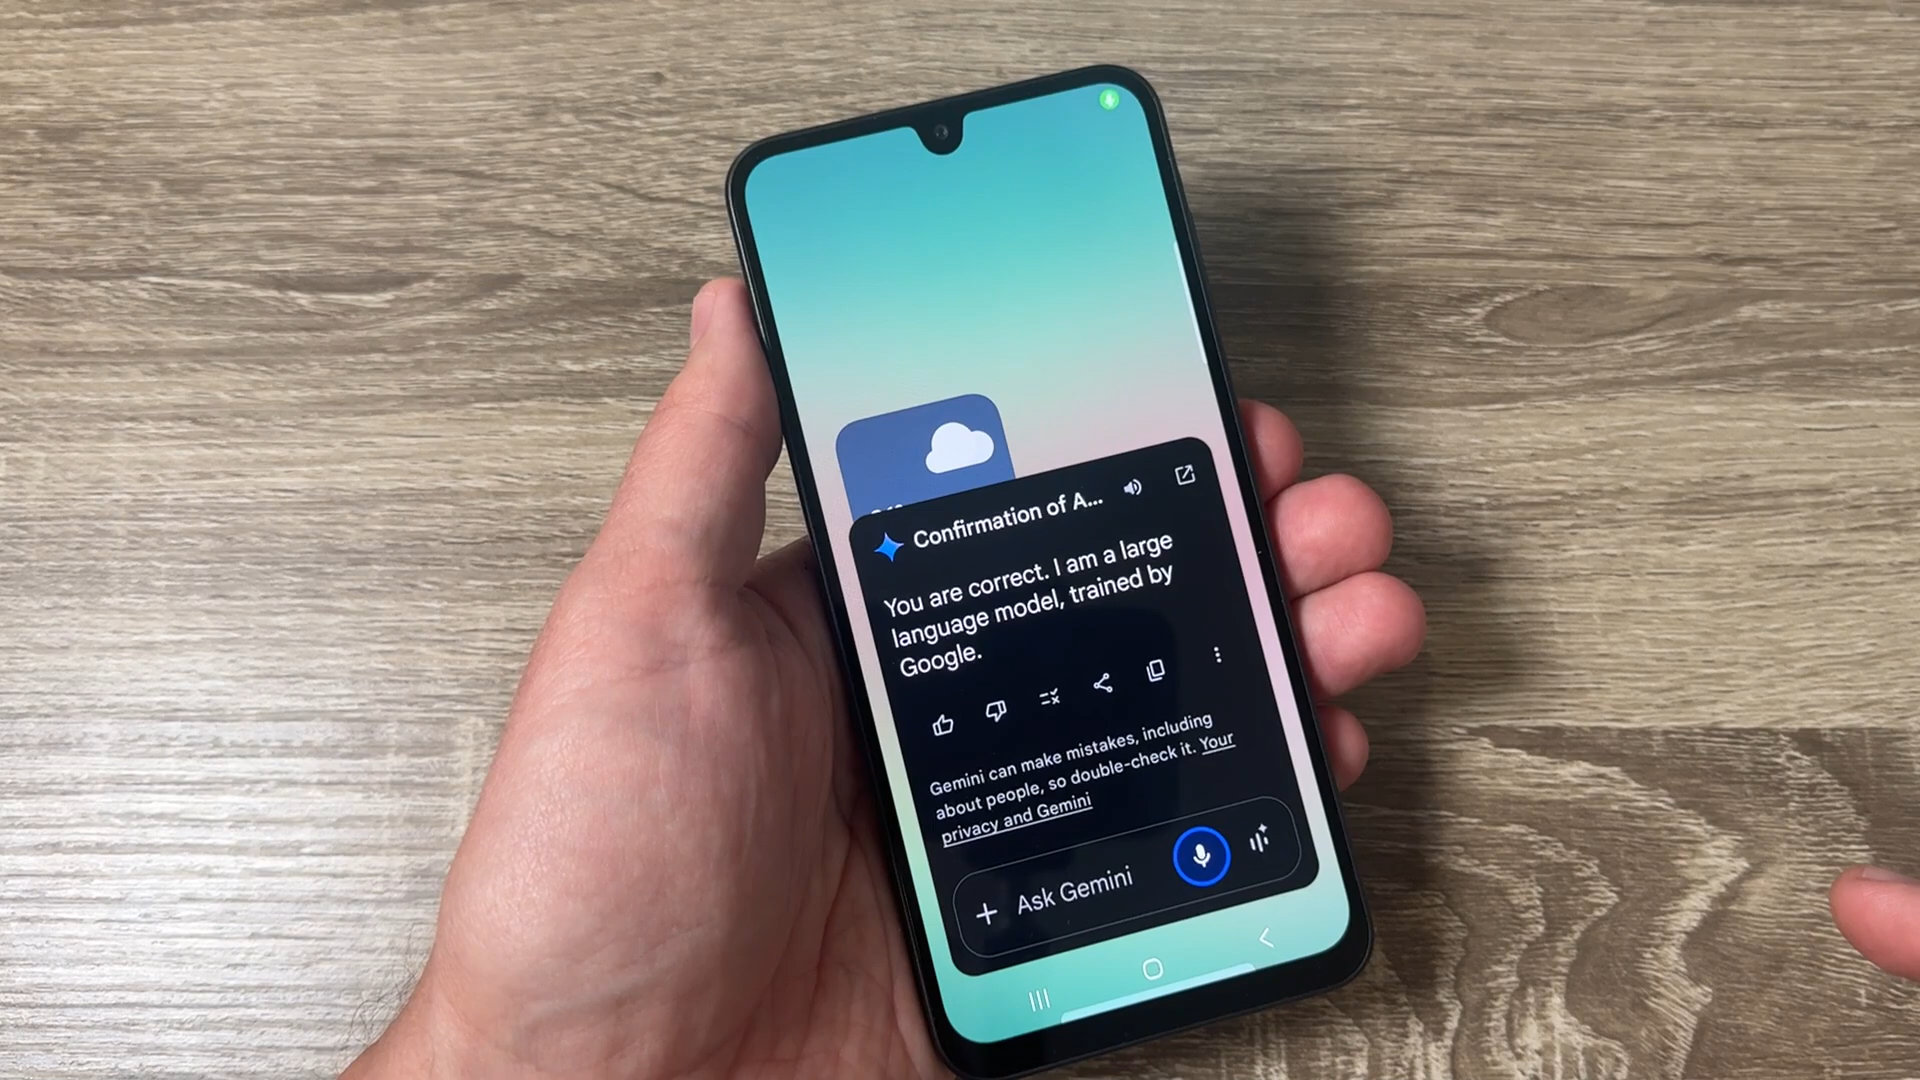 Confirmation of A...
You are correct. I am a large
language model, trained by
Google.
Gemini can make mistakes, including
about people, so double-check it. Your
privacy and Gemini
Ask Gemini